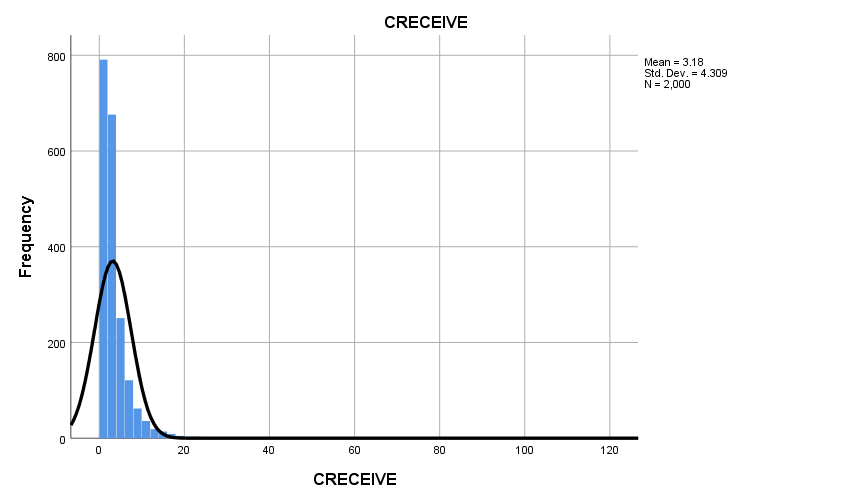 CRECEIVE
Mean = 3.18
Std. Dev. = 4.309
N = 2,000
Frequency
800
600
400
200
0
0 20 40 60 80 100 120
CRECEIVE